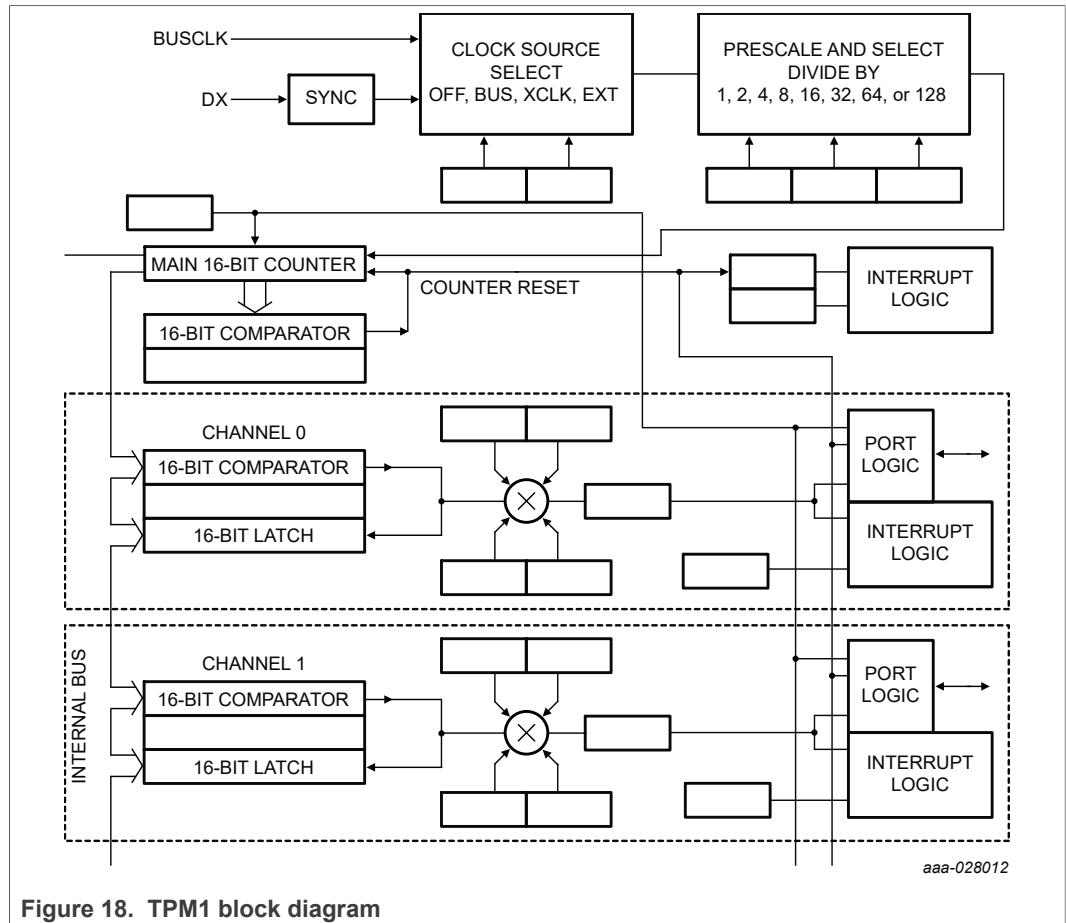 BUSCLK
CLOCK SOURCE
SELECT
OFF, BUS, XCLK, EXT
PRESCALE AND SELECT
DIVIDE BY
1, 2, 4, 8, 16, 32, 64, or 128
DX
SYNC
MAIN 16-BIT COUNTER
COUNTER RESET
INTERRUPT
LOGIC
16-BIT COMPARATOR
CHANNEL 0
16-BIT COMPARATOR
16-BIT LATCH
PORT
LOGIC
INTERRUPT
LOGIC
INTERNAL BUS
CHANNEL 1
16-BIT COMPARATOR
16-BIT LATCH
PORT
LOGIC
INTERRUPT
LOGIC
aaa-028012
Figure 18. TPM1 block diagram